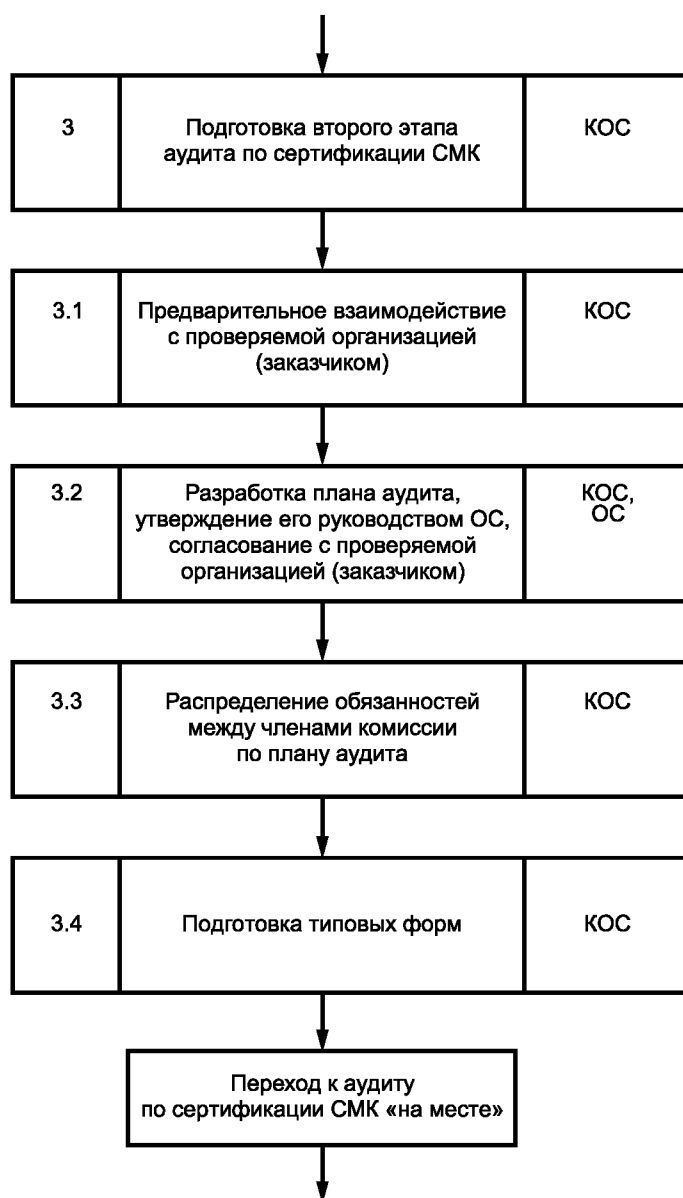 3
Подготовка второго этапа
аудита по сертификации СМК
КОС
3.1
Предварительное взаимодействие
с проверяемой организацией
(заказчиком)
КОС
3.2
Разработка плана аудита,
утверждение его руководством ОС,
согласование с проверяемой
организацией (заказчиком)
КОС,
ОС
3.3
Распределение обязанностей
между членами комиссии
по плану аудита
КОС
3.4
Подготовка типовых форм
КОС
Переход к аудиту
по сертификации СМК «на месте»